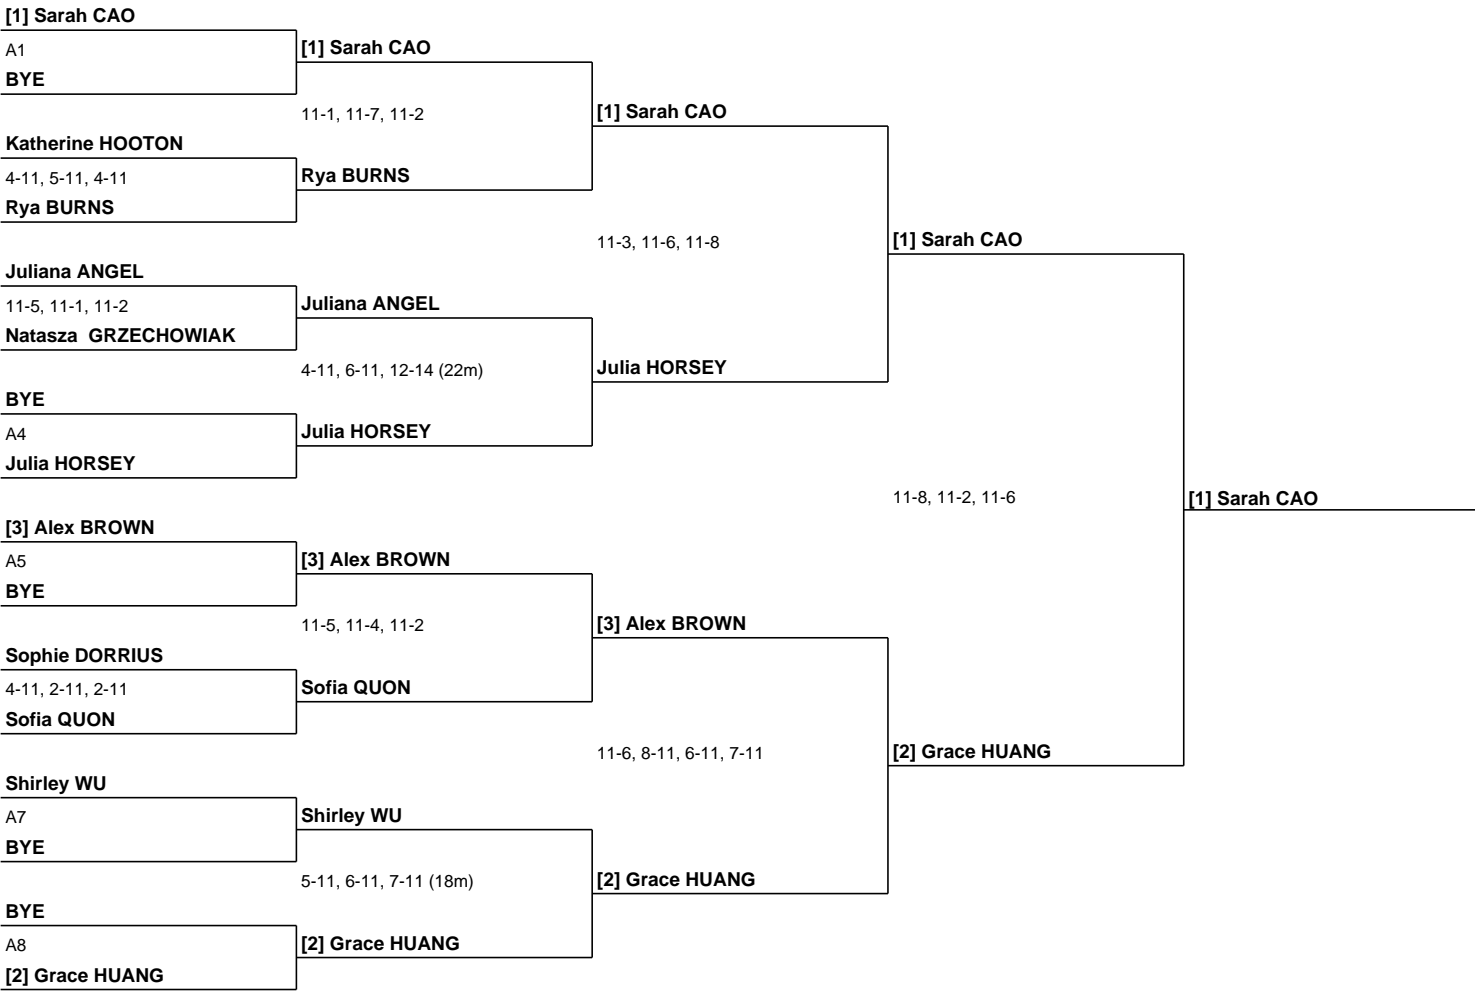 [1] Sarah CAO
A1
BYE
Katherine HOOTON
4-11, 5-11, 4-11
Rya BURNS
Juliana ANGEL
11-5, 11-1, 11-2
Natasza  GRZECHOWIAK
BYE
A4
Julia HORSEY
[3] Alex BROWN
A5
BYE
Sophie DORRIUS
4-11, 2-11, 2-11
Sofia QUON
Shirley WU
A7
BYE
BYE
A8
[2] Grace HUANG
[1] Sarah CAO
11-1, 11-7, 11-2
Rya BURNS
Juliana ANGEL
4-11, 6-11, 12-14 (22m)
Julia HORSEY
[3] Alex BROWN
11-5, 11-4, 11-2
Sofia QUON
Shirley WU
5-11, 6-11, 7-11 (18m)
[2] Grace HUANG
[1] Sarah CAO
11-3, 11-6, 11-8
Julia HORSEY
[3] Alex BROWN
11-6, 8-11, 6-11, 7-11
[2] Grace HUANG
[1] Sarah CAO
11-8, 11-2, 11-6
[2] Grace HUANG
[1] Sarah CAO